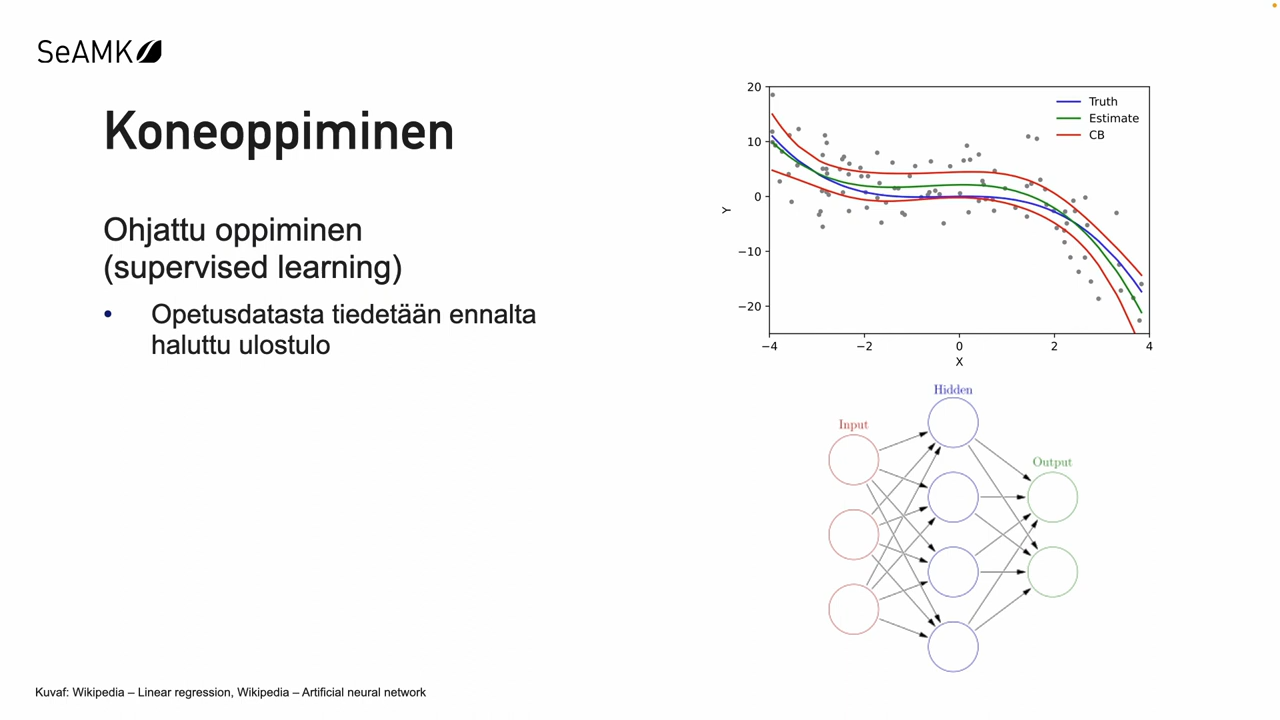 SeAMK
Koneoppiminen
Ohjattu oppiminen
(supervised learning)
• Opetusdatasta tiedetään ennalta
haluttu ulostulo
20
10
0
−10
−20
Y
Truth
Estimate
CB
−4
−2
0
2
4
X
Hidden
Input
Output
Kuvaf: Wikipedia – Linear regression, Wikipedia – Artificial neural network